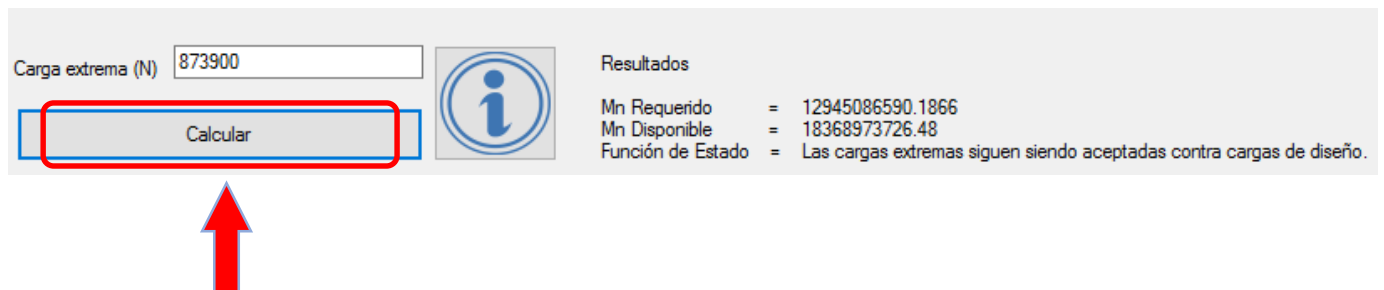 Carga extrema (N) 873900
Calcular
Resultados
Mn Requerido = 12945086590.1866
Mn Disponible = 18368973726.48
Función de Estado = Las cargas extremas siguen siendo aceptadas contra cargas de diseño.